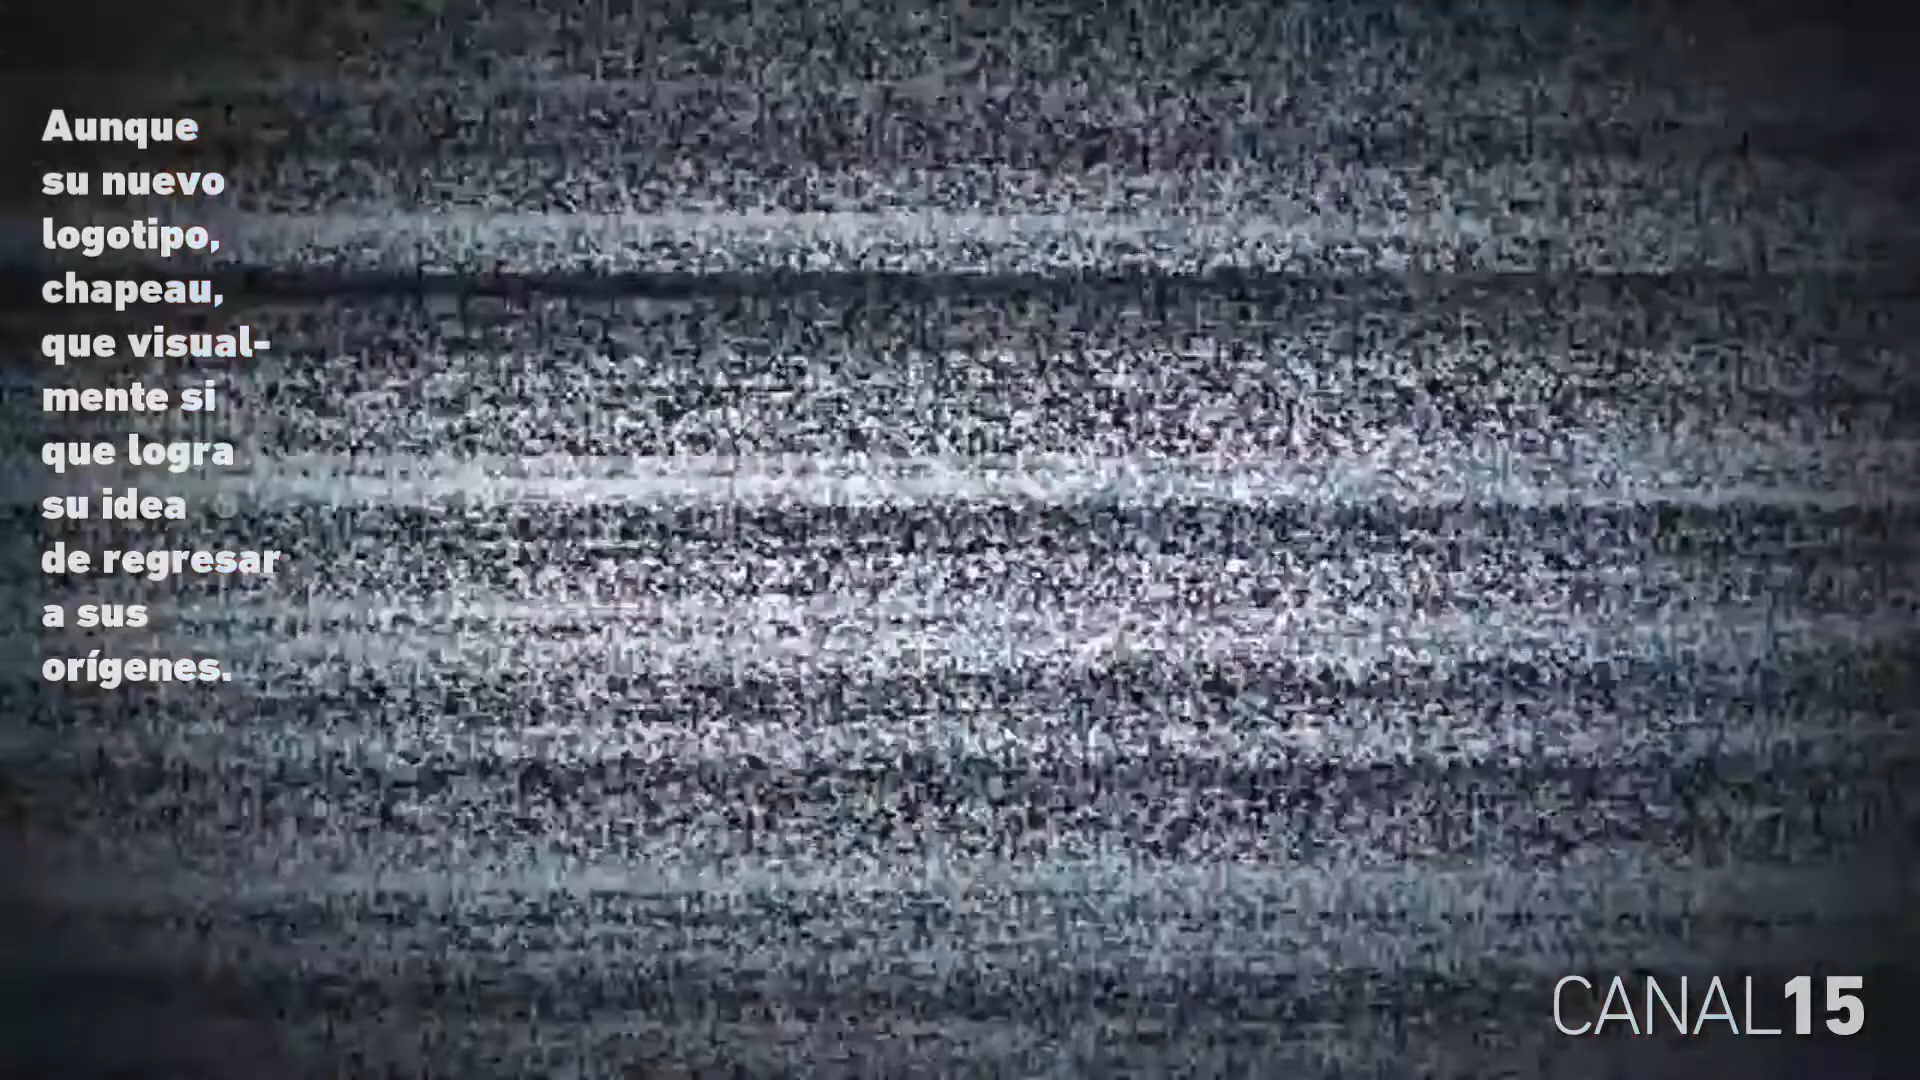 Aunque
su nuevo
logotipo,
chapeau,
que visual-
mente si
que logra
su idea
de regresar
a sus
orígenes.
CANAL15